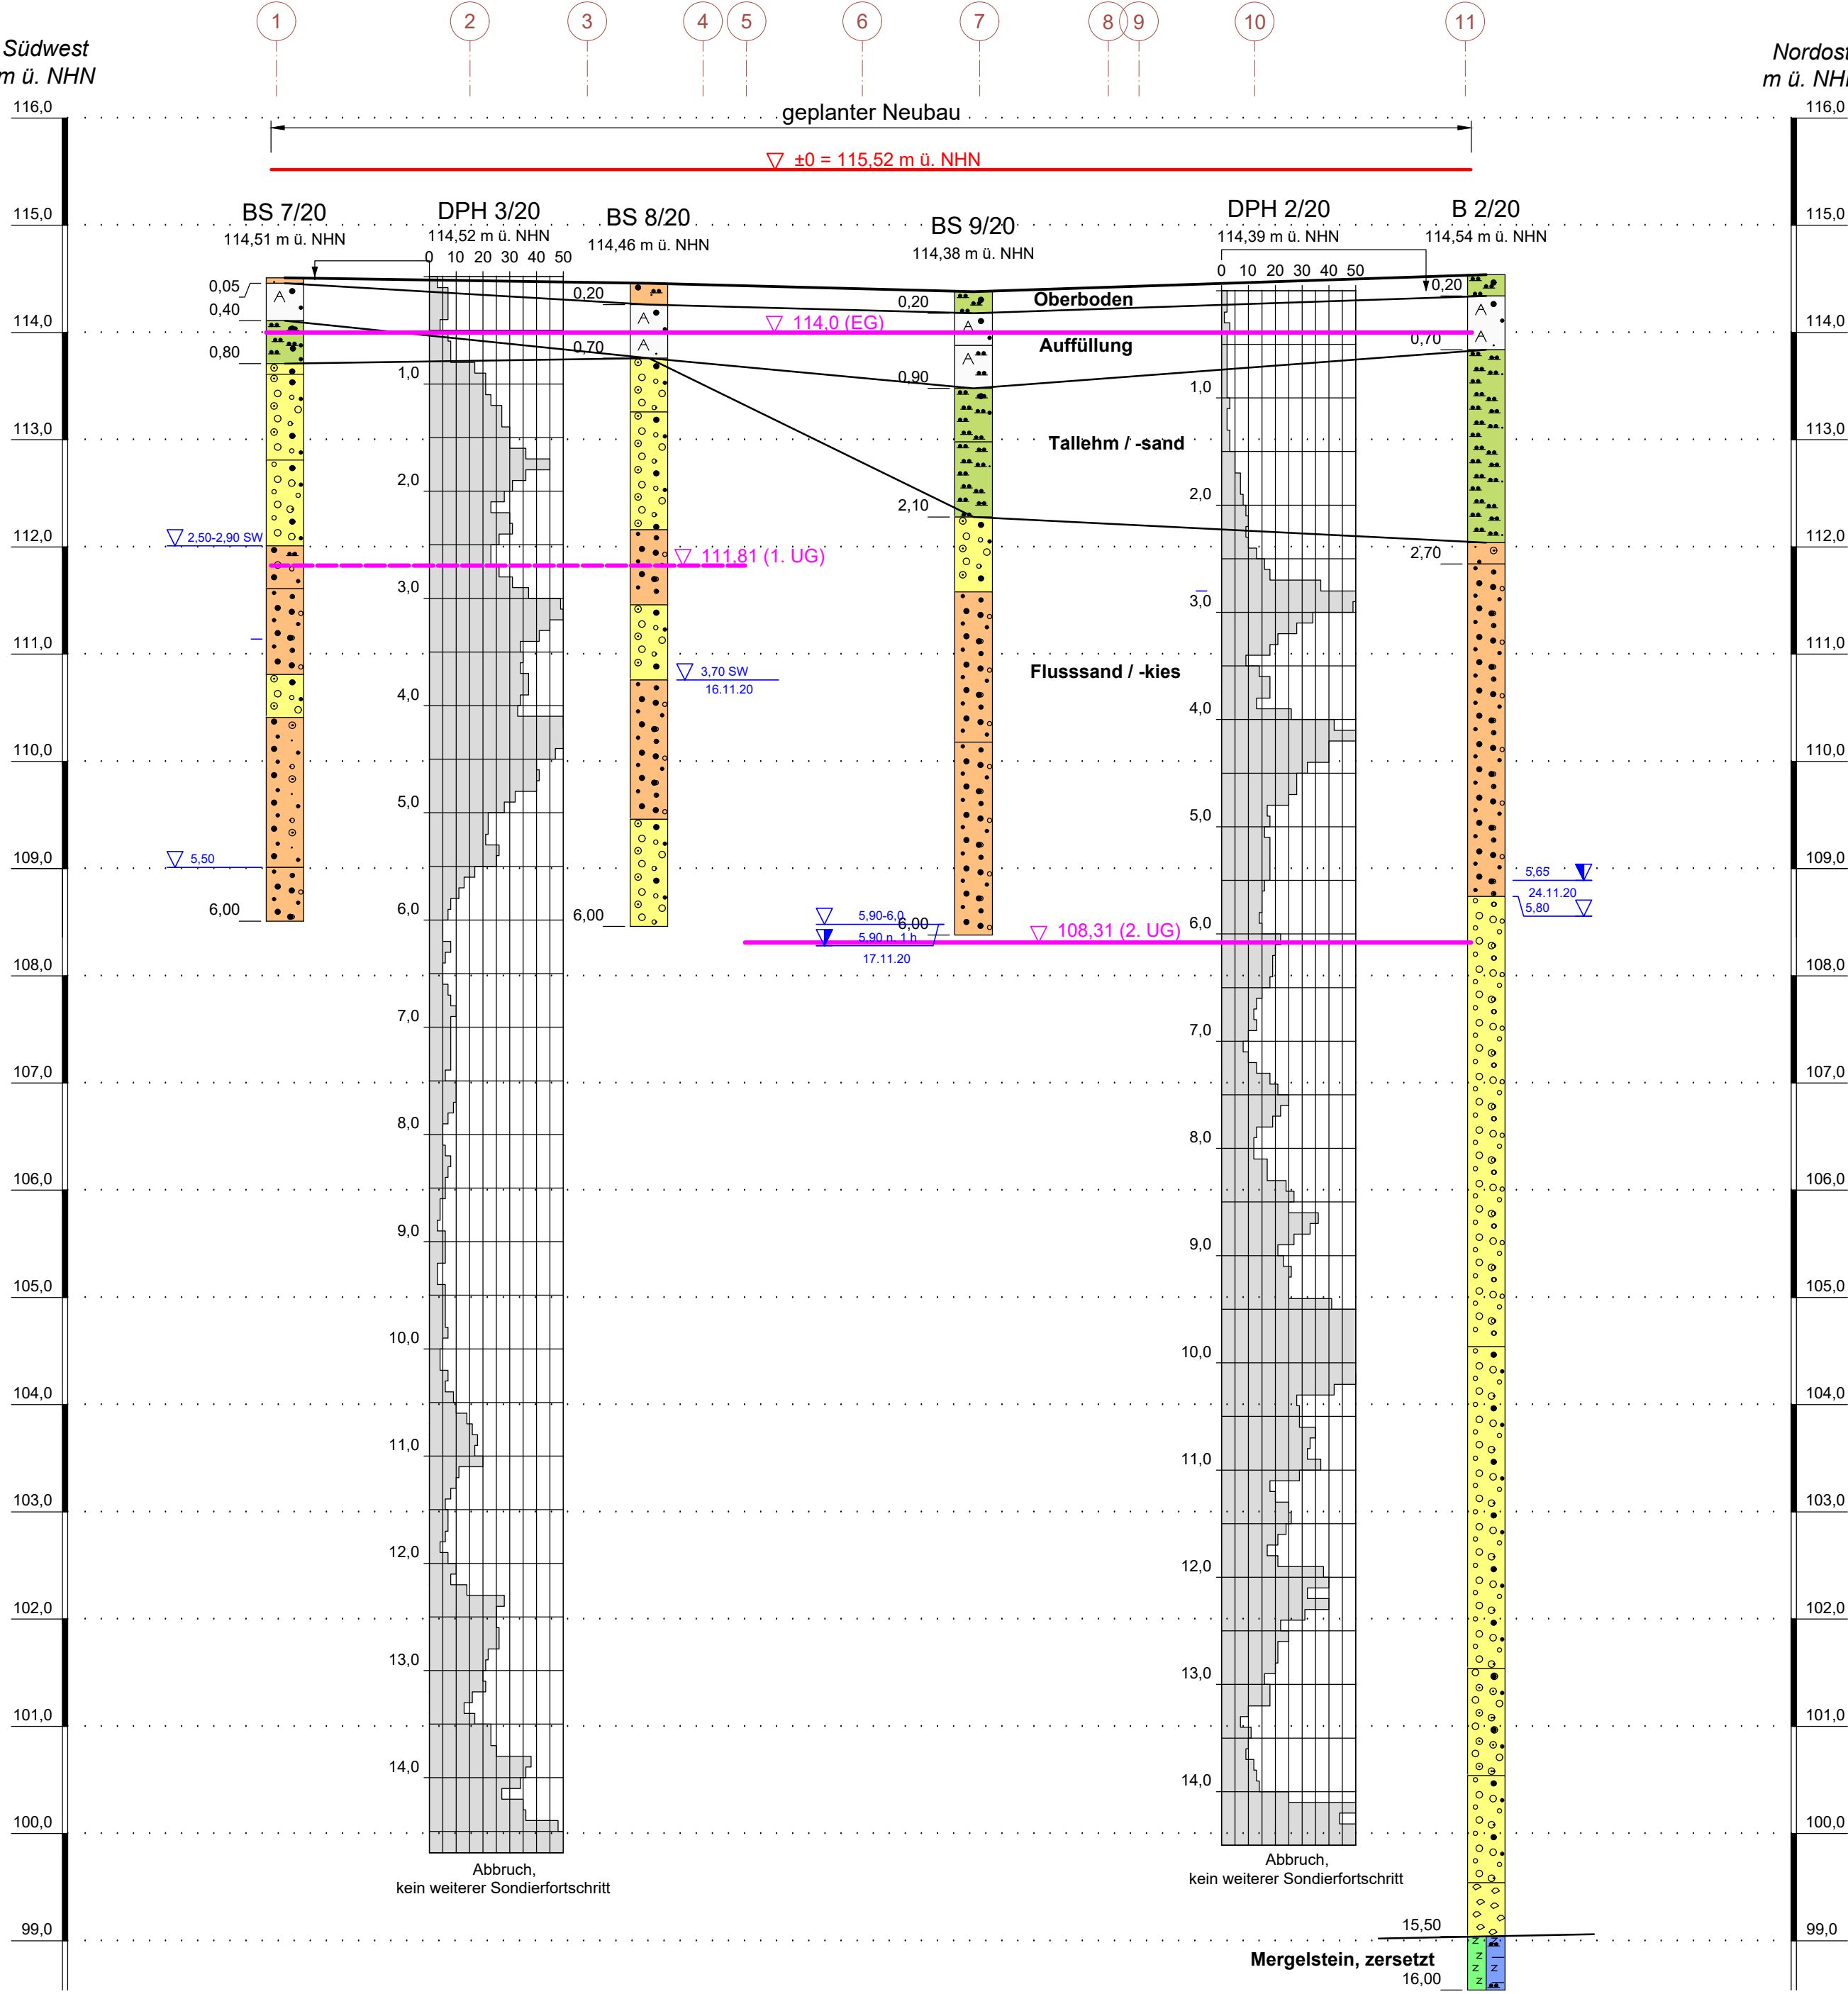 1 2 3 4 5 6 7 8 9 10 11
Südwest
m ü. NHN
Nordost
m ü. NHN
116,0 116,0
geplanter Neubau
±0 = 115,52 m ü. NHN
115,0 115,0
BS 7/20
114,51 m ü. NHN
DPH 3/20
114,52 m ü. NHN
BS 8/20
114,46 m ü. NHN
BS 9/20
114,38 m ü. NHN
DPH 2/20
114,39 m ü. NHN
B 2/20
114,54 m ü. NHN
0 10 20 30 40 50
0 10 20 30 40 50
0,05
0,40
0,80
0,20
0,70
0,20
0,90
2,10
0,20
0,70
2,70
Oberboden
114,0 (EG)
Auffüllung
Tallehm / -sand
Flusssand / -kies
114,0 114,0
113,0 113,0
112,0 112,0
111,0 111,0
110,0 110,0
109,0 109,0
108,0 108,0
107,0 107,0
106,0 106,0
105,0 105,0
104,0 104,0
103,0 103,0
102,0 102,0
101,0 101,0
100,0 100,0
99,0 99,0
1,0
2,0
3,0
4,0
5,0
6,0
7,0
8,0
9,0
10,0
11,0
12,0
13,0
14,0
1,0
2,0
3,0
4,0
5,0
6,0
7,0
8,0
9,0
10,0
11,0
12,0
13,0
14,0
2,50-2,90 SW
111,81 (1. UG)
3,70 SW
16.11.20
5,50
6,00
6,00
5,90-6,0
6,00
5,90 n. 1 h
17.11.20
108,31 (2. UG)
5,65
24.11.20
5,80
Abbruch,
kein weiterer Sondierfortschritt
Abbruch,
kein weiterer Sondierfortschritt
15,50
Mergelstein, zersetzt
16,00